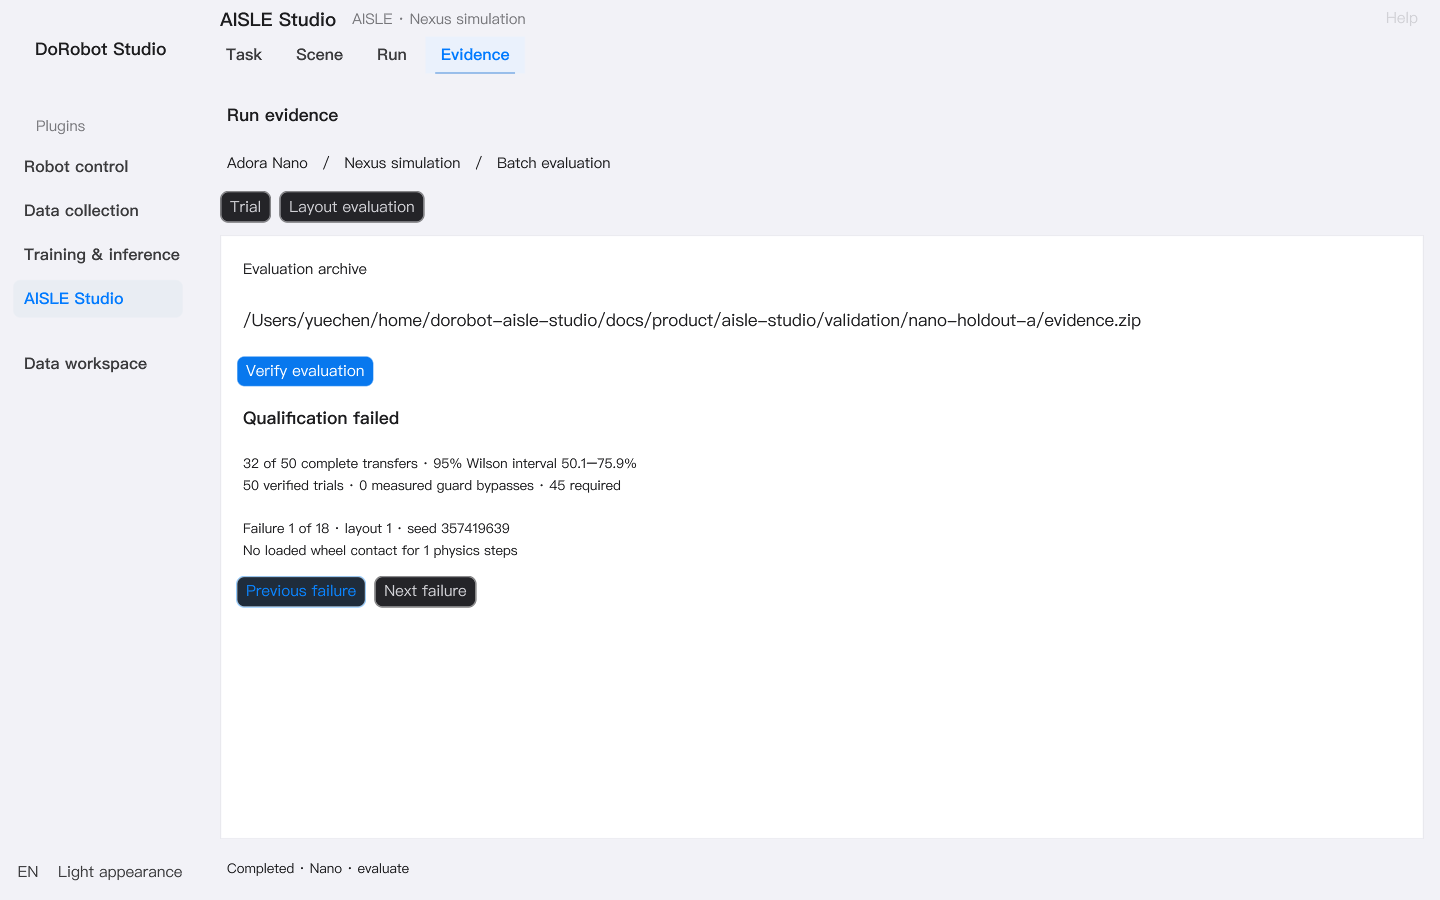 AISLE Studio AISLE · Nexus simulation
Help
DoRobot Studio
Task Scene Run Evidence
Plugins
Robot control
Data collection
Training & inference
AISLE Studio
Data workspace
Run evidence
Adora Nano / Nexus simulation / Batch evaluation
Trial Layout evaluation
Evaluation archive
/Users/yuechen/home/dorobot-aisle-studio/docs/product/aisle-studio/validation/nano-holdout-a/evidence.zip
Verify evaluation
Qualification failed
32 of 50 complete transfers · 95% Wilson interval 50.1—75.9%
50 verified trials · 0 measured guard bypasses · 45 required
Failure 1 of 18 · layout 1 · seed 357419639
No loaded wheel contact for 1 physics steps
Previous failure Next failure
EN Light appearance
Completed · Nano · evaluate